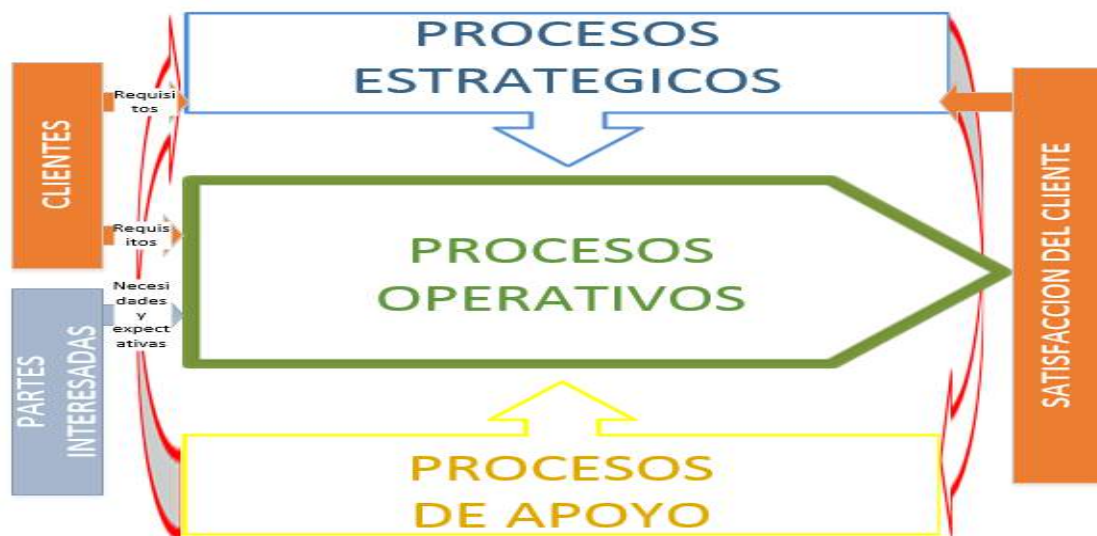 PROCESOS
ESTRATEGICOS
CLIENTES
Requisi
tos
Requis
itos
PARTES
INTERESADAS
Necesi
dades
y
expect
ativas
PROCESOS
OPERATIVOS
SATISFACCION DEL CLIENTE
PROCESOS
DE APOYO